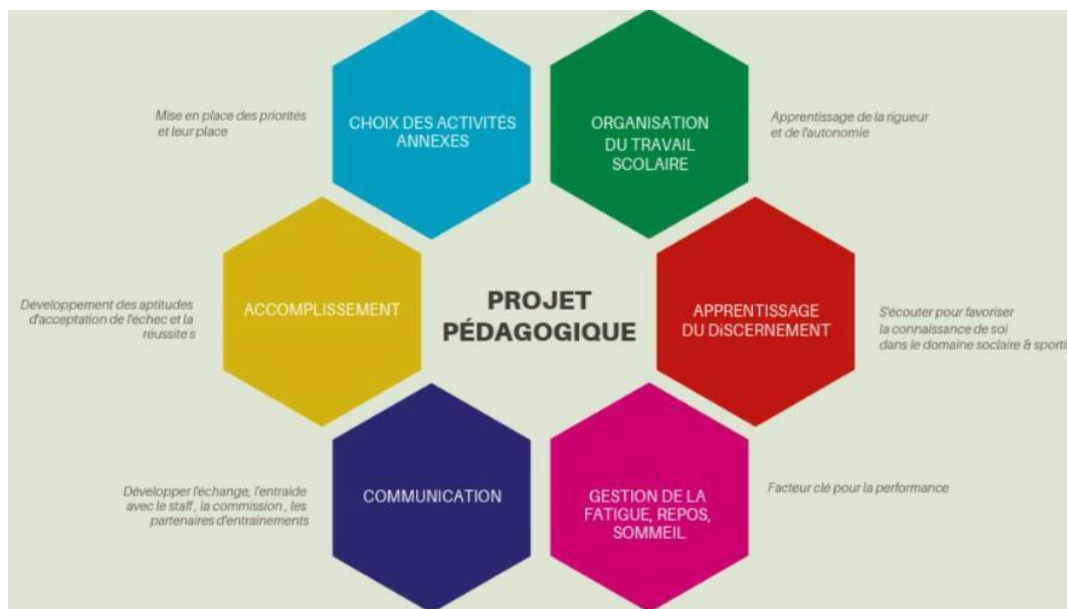 Mise en place des priorités
et leur place
CHOIX DES ACTIVITÉS
ANNEXES
ORGANISATION
DU TRAVAIL
SCOLAIRE
Apprentissage de la rigueur
et de l'autonomie
Développement des aptitudes
d'acceptation de l'échec et la
réussite s
ACCOMPLISSEMENT
PROJET
PÉDAGOGIQUE
APPRENTISSAGE
DU DiSCERNEMENT
S'écouter pour favoriser
la connaissance de soi
dans le domaine soclaire & sporti
Développer l'échange, l'entraide
avec le staff , la commission , les
partenaires d'entraînements
COMMUNICATION
GESTION DE LA
FATIGUE, REPOS,
SOMMEIL
Facteur clé pour la performance